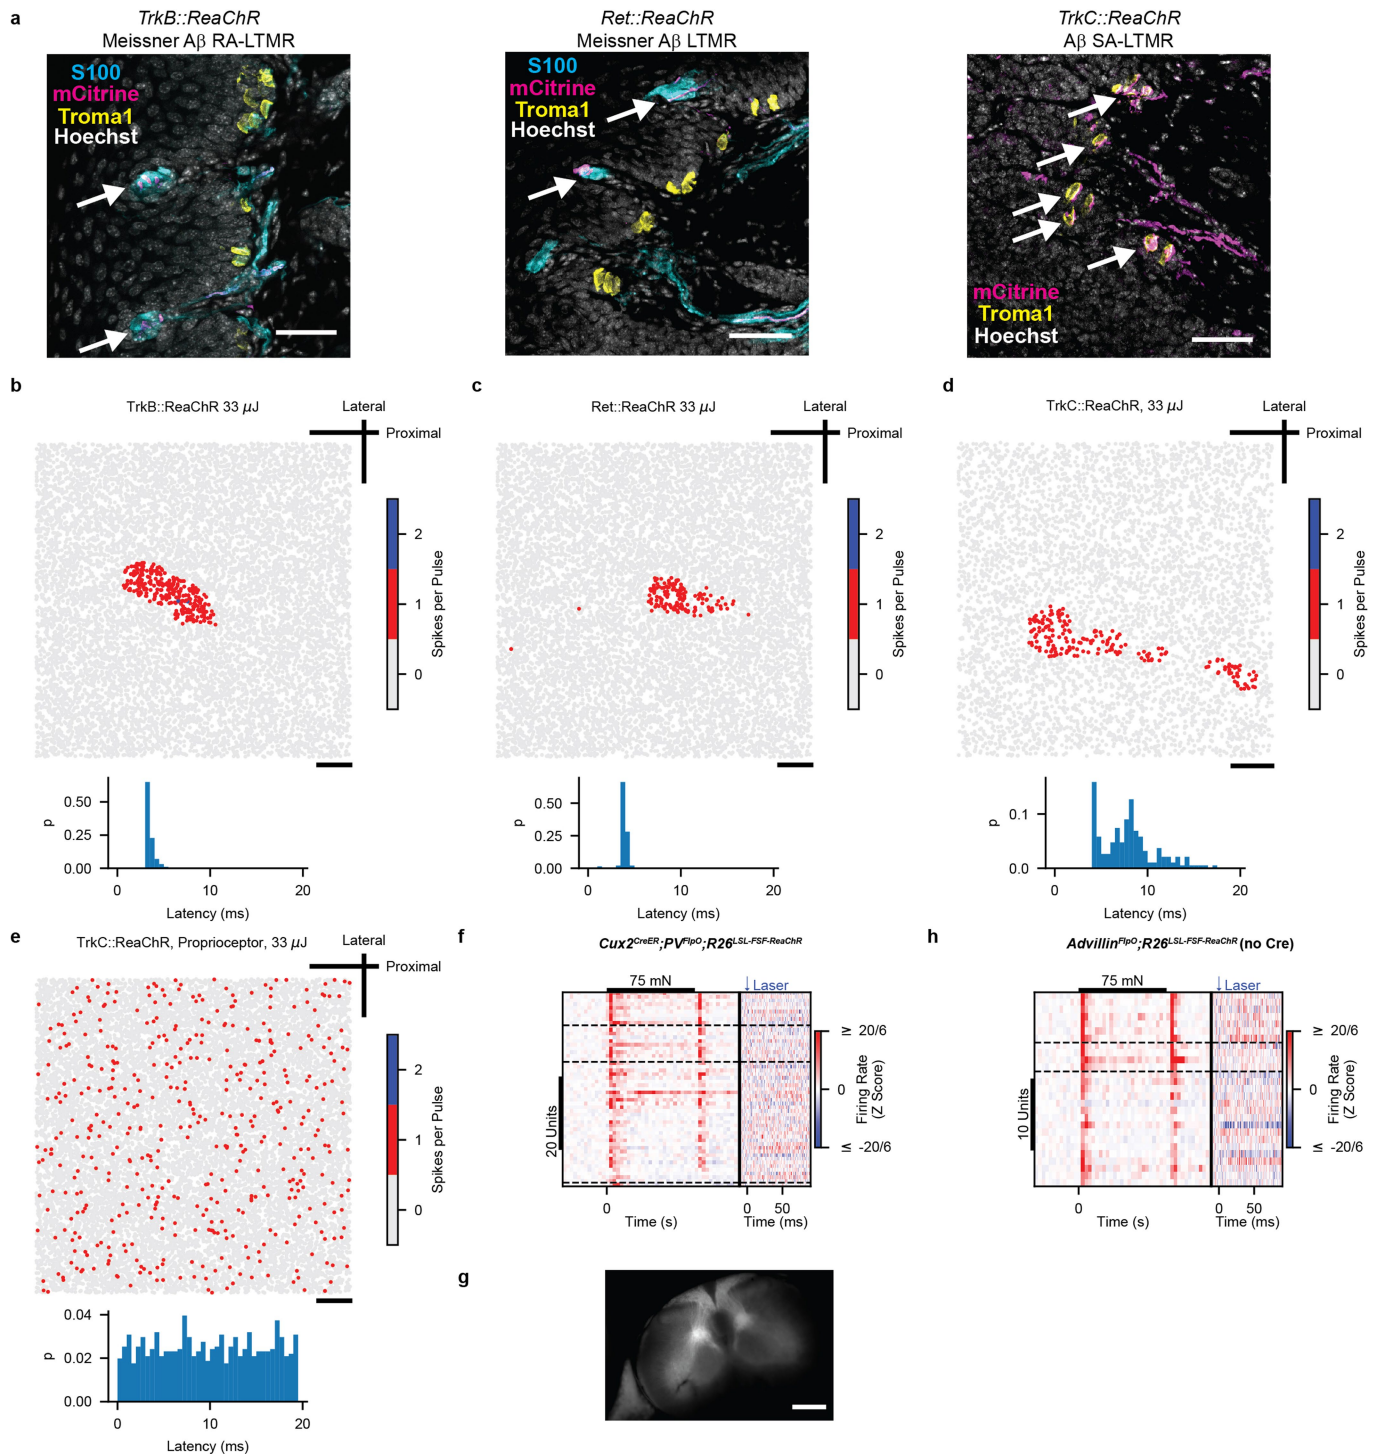 a
TrkB::ReaChR
Meissner Aβ RA-LTMR
S100
mCitrine
Troma1
Hoechst
Ret::ReaChR
Meissner Aβ LTMR
S100
mCitrine
Troma1
Hoechst
TrkC::ReaChR
Aβ SA-LTMR
mCitrine
Troma1
Hoechst
b
TrkB::ReaChR 33 µJ
Lateral
Proximal
2
1
0
Spikes per Pulse
0.50
0.25
0.00
p
0 10 20
Latency (ms)
c
Ret::ReaChR 33 µJ
Lateral
Proximal
2
1
0
Spikes per Pulse
0.50
0.25
0.00
p
0 10 20
Latency (ms)
d
TrkC::ReaChR, 33 µJ
Lateral
Proximal
2
1
0
Spikes per Pulse
0.1
0.0
p
0 10 20
Latency (ms)
e
TrkC::ReaChR, Proprioceptor, 33 µJ
Lateral
Proximal
2
1
0
Spikes per Pulse
0.04
0.02
0.00
p
0 10 20
Latency (ms)
f
Cux2CreER;PVFlpO;R26LSL-FSF-ReaChR
75 mN
↓ Laser
20 Units
≥ 20/6
0
≤ -20/6
Firing Rate
(Z Score)
0 0 50
Time (s) Time (ms)
h
AdvillinFlpO;R26LSL-FSF-ReaChR (no Cre)
75 mN
↓ Laser
10 Units
≥ 20/6
0
≤ -20/6
Firing Rate
(Z Score)
0 0 50
Time (s) Time (ms)
g